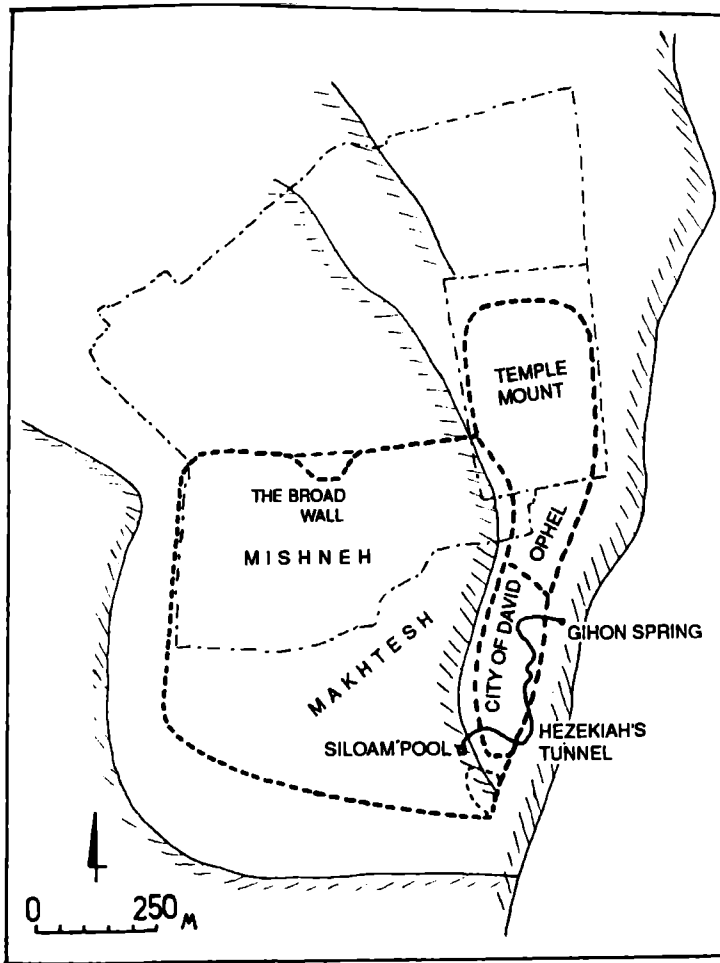 TEMPLE
MOUNT
THE BROAD
WALL
MISHNEH
OPHEL
MAKHTESH
CITY OF DAVID
GIHON SPRING
SILOAM POOL
HEZEKIAH'S
TUNNEL
0 250 M